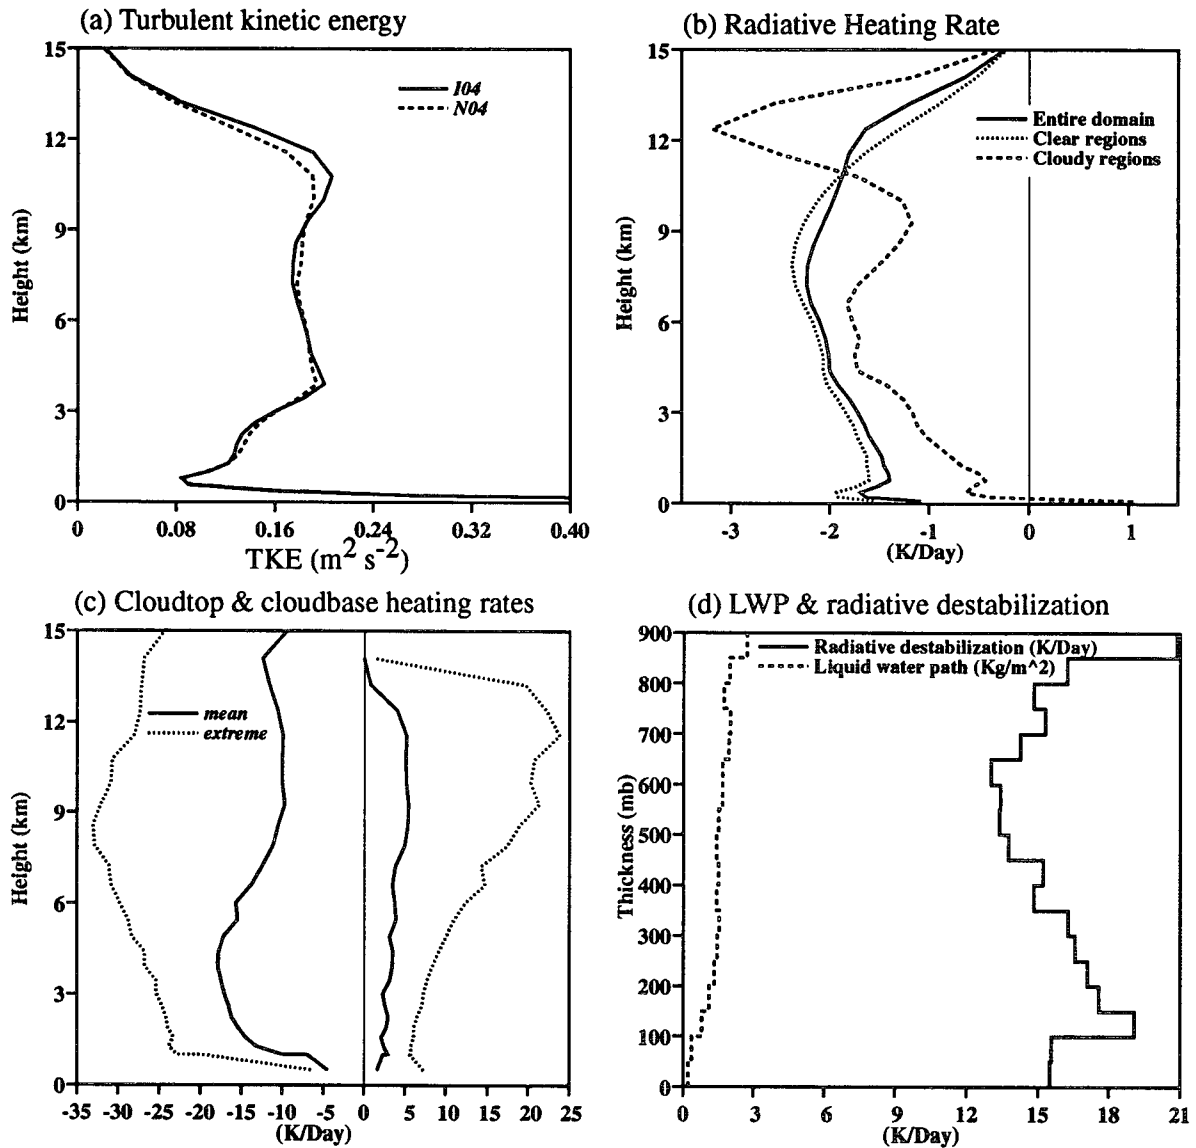 (a) Turbulent kinetic energy
15
12
9
6
3
0
Height (km)
I04
N04
0
0.08
0.16
0.24
0.32
0.40
TKE (m² s⁻²)
(b) Radiative Heating Rate
15
12
9
6
3
0
Height (km)
Entire domain
Clear regions
Cloudy regions
-3
-2
-1
0
1
(K/Day)
(c) Cloudtop & cloudbase heating rates
15
12
9
6
3
0
Height (km)
mean
extreme
-35
-30
-25
-20
-15
-10
-5
0
5
10
15
20
25
(K/Day)
(d) LWP & radiative destabilization
900
800
700
600
500
400
300
200
100
0
Thickness (mb)
Radiative destabilization (K/Day)
Liquid water path (Kg/m^2)
0
3
6
9
12
15
18
21
(K/Day)